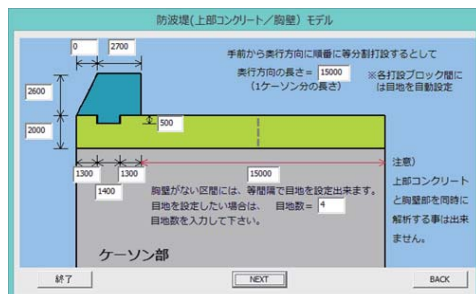 防波堤(上部コンクリート／胸壁) モデル
0 2700
手前から奥行方向に順番に等分割打設するとして
奥行方向の長さ＝ 15000 ※各打設ブロック間に
(1ケーソン分の長さ) は目地を自動設定
2600
2000
500
1300 1300 15000
1400
注意)
上部コンクリート
と胸壁部を同時に
解析する事は出来
ません。
胸壁がない区間には、等間隔で目地を設定出来ます。
目地を設定したい場合は、 目地数＝ 4
目地数を入力して下さい。
ケーソン部
終了 NEXT BACK